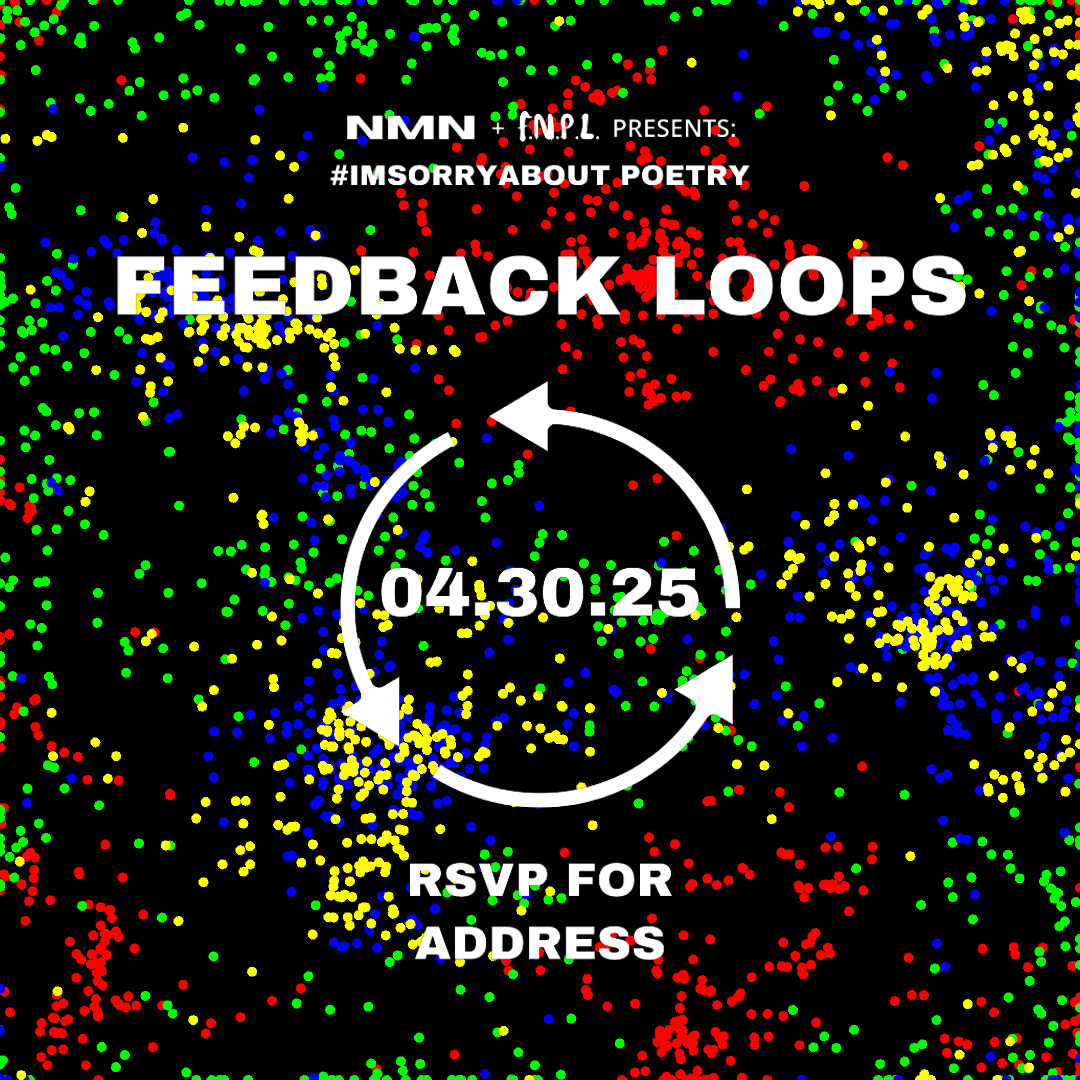 NMN + F.N.P.L. PRESENTS:
#IMSORRYABOUT POETRY
FEEDBACK LOOPS
04.30.25
RSVP FOR
ADDRESS